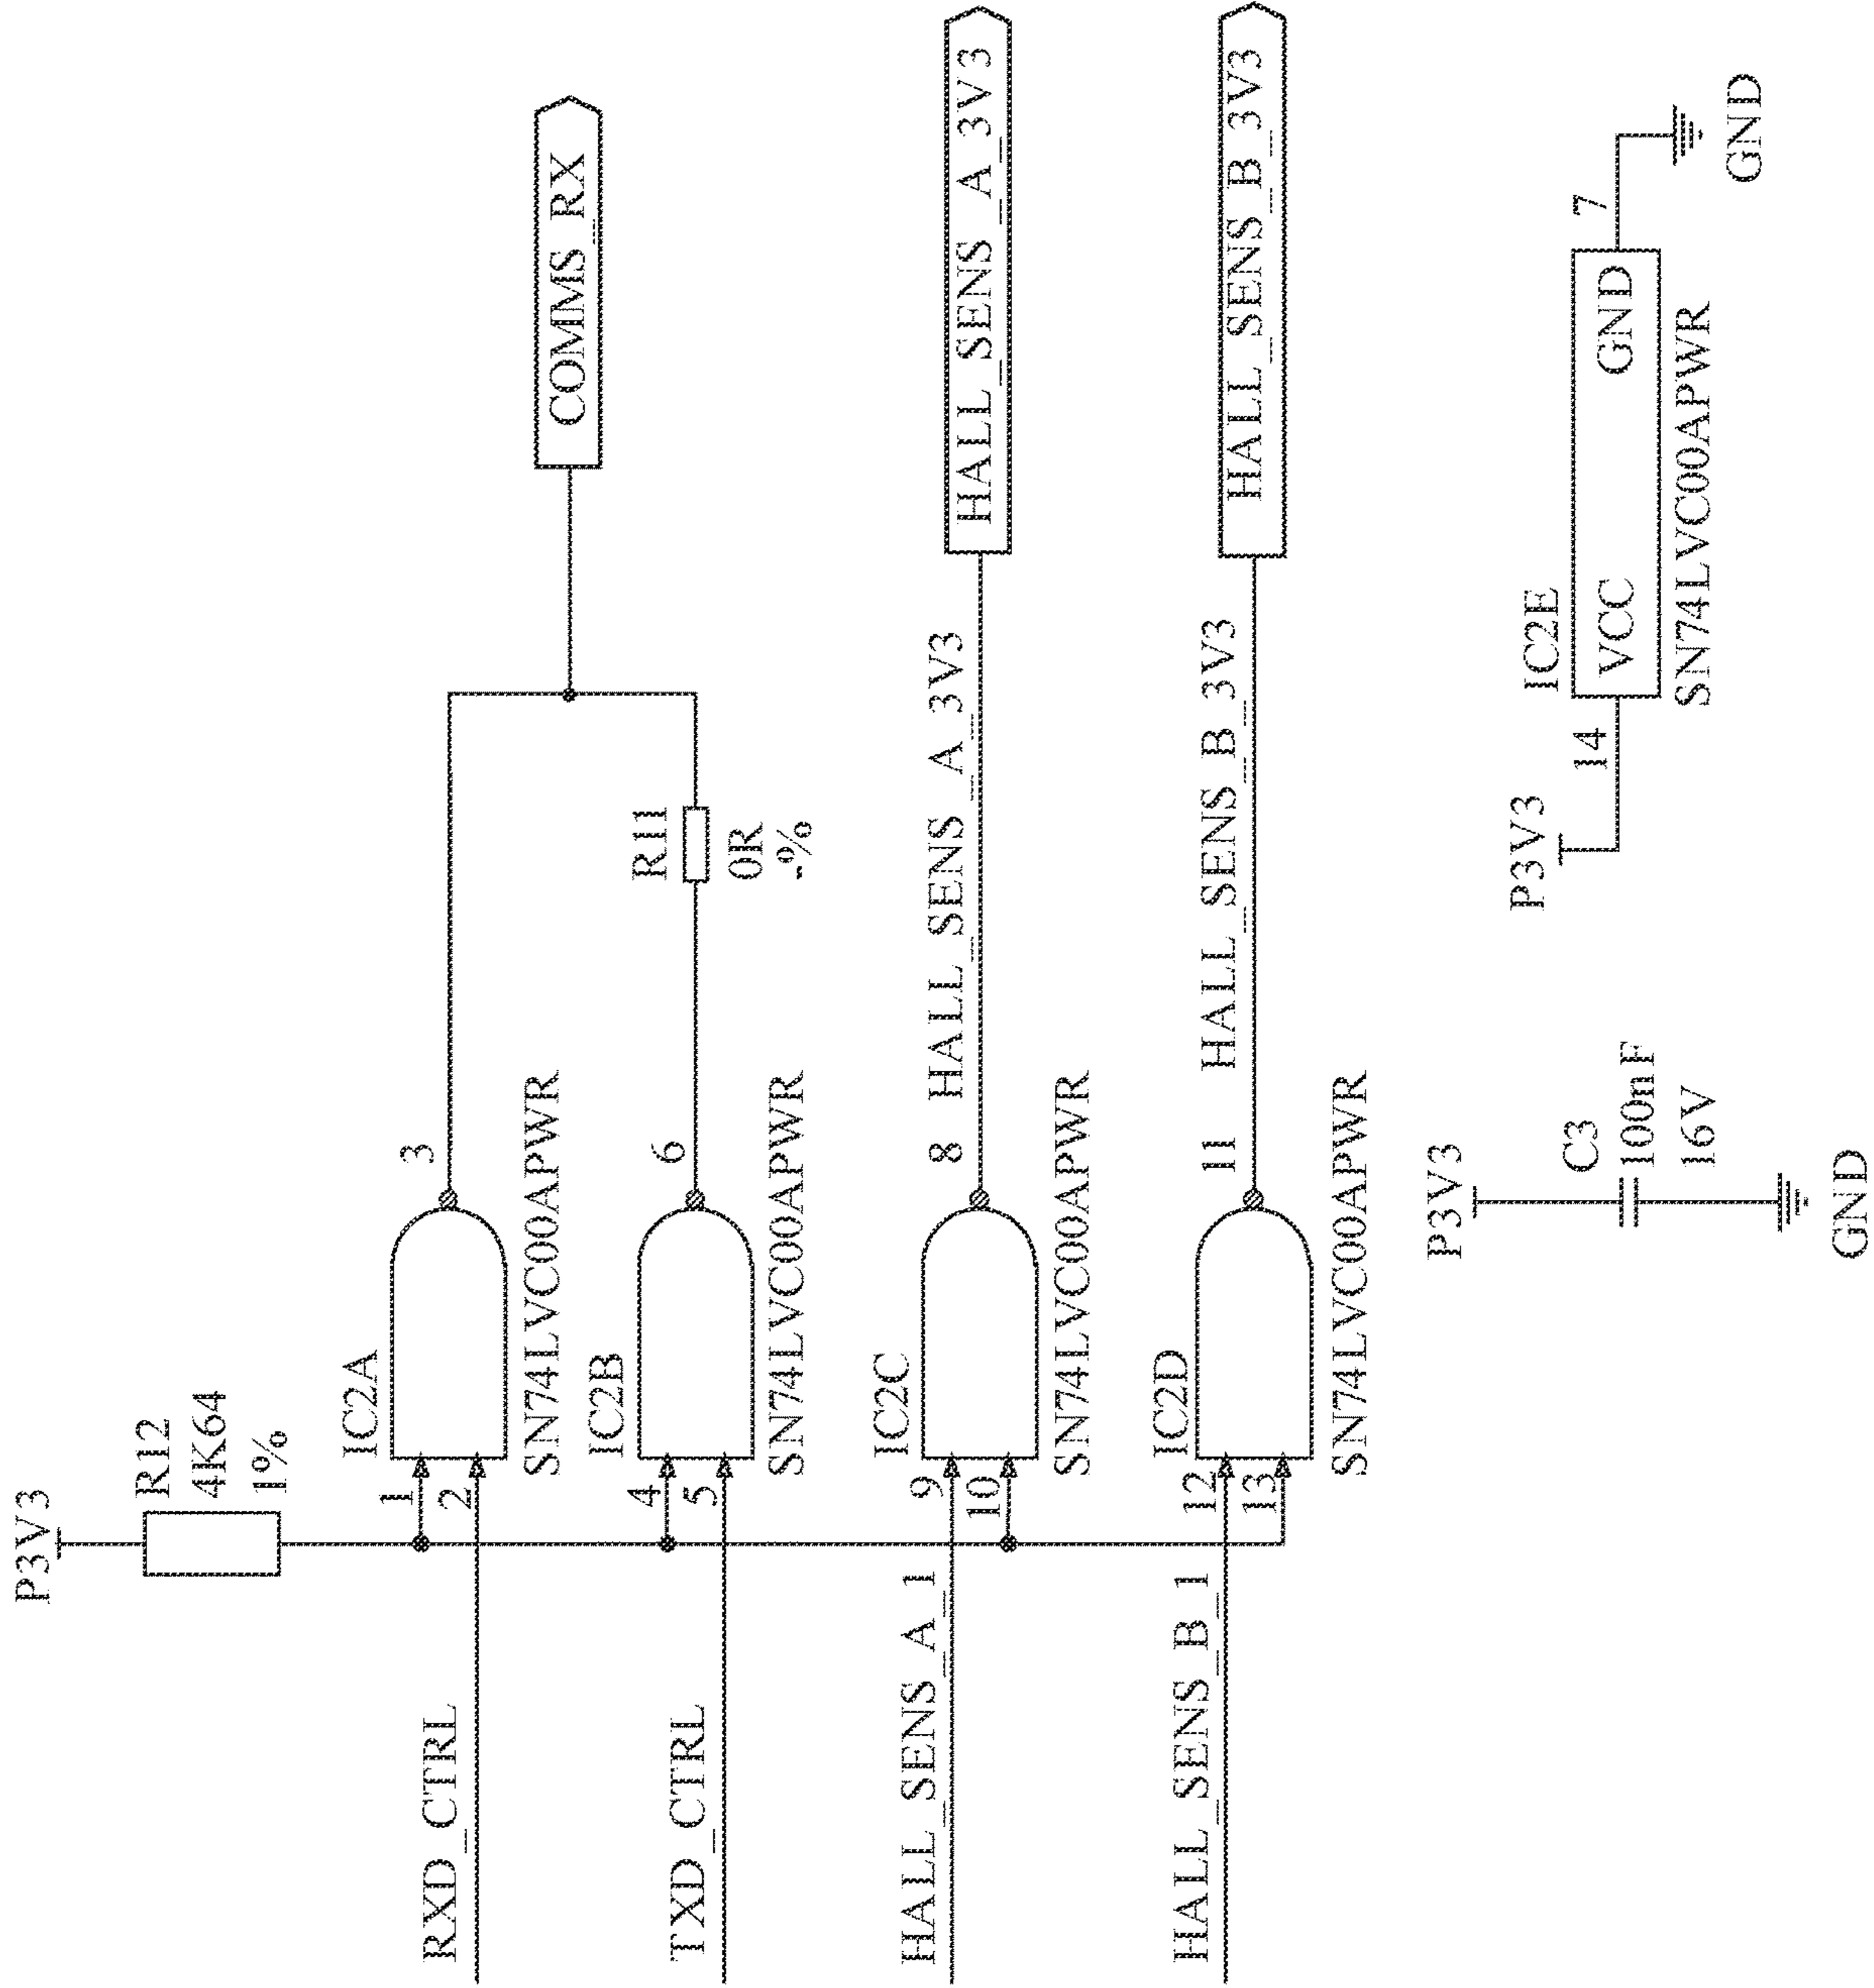 P3V3
R12
4K64
1%
IC2A
1
2
3
RXD_CTRL
SN74LVC00APWR
COMMS_RX
IC2B
4
5
6
TXD_CTRL
SN74LVC00APWR
R11
0R
-%
IC2C
9
10
8
HALL_SENS_A_1
SN74LVC00APWR
HALL_SENS_A_3V3
HALL_SENS_A_3V3
IC2D
12
13
11
HALL_SENS_B_1
SN74LVC00APWR
HALL_SENS_B_3V3
HALL_SENS_B_3V3
P3V3
C3
100nF
16V
GND
P3V3
14
IC2E
VCC
GND
7
SN74LVC00APWR
GND